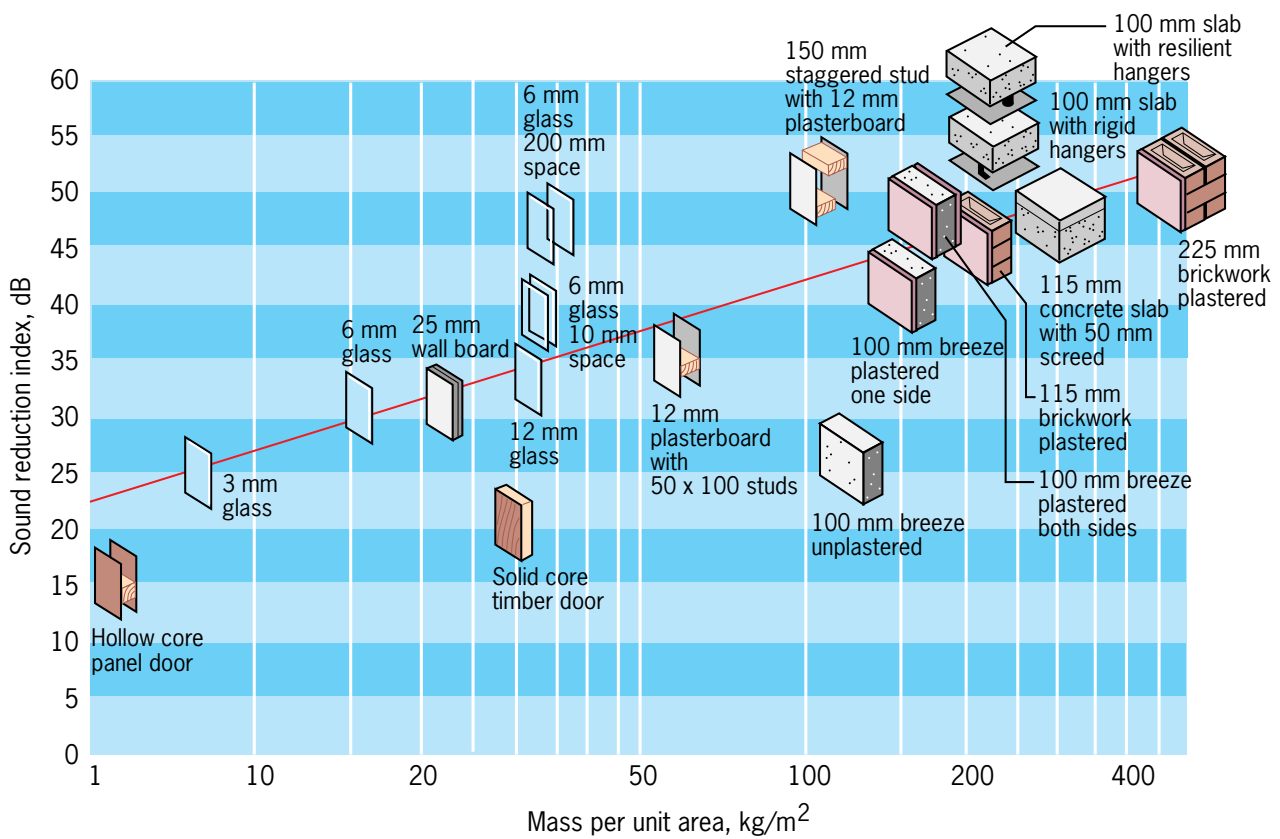 100 mm slab
with resilient
hangers
150 mm
staggered stud
with 12 mm
plasterboard
6 mm
glass
200 mm
space
100 mm slab
with rigid
hangers
60
55
50
45
40
35
30
25
20
15
10
5
0
Sound reduction index, dB
225 mm
brickwork
plastered
6 mm
glass
10 mm
space
115 mm
concrete slab
with 50 mm
screed
6 mm
glass
25 mm
wall board
100 mm breeze
plastered
one side
115 mm
brickwork
plastered
12 mm
glass
12 mm
plasterboard
with
50 x 100 studs
3 mm
glass
100 mm breeze
plastered
both sides
100 mm breeze
unplastered
Solid core
timber door
Hollow core
panel door
1
10
20
50
100
200
400
Mass per unit area, kg/m²